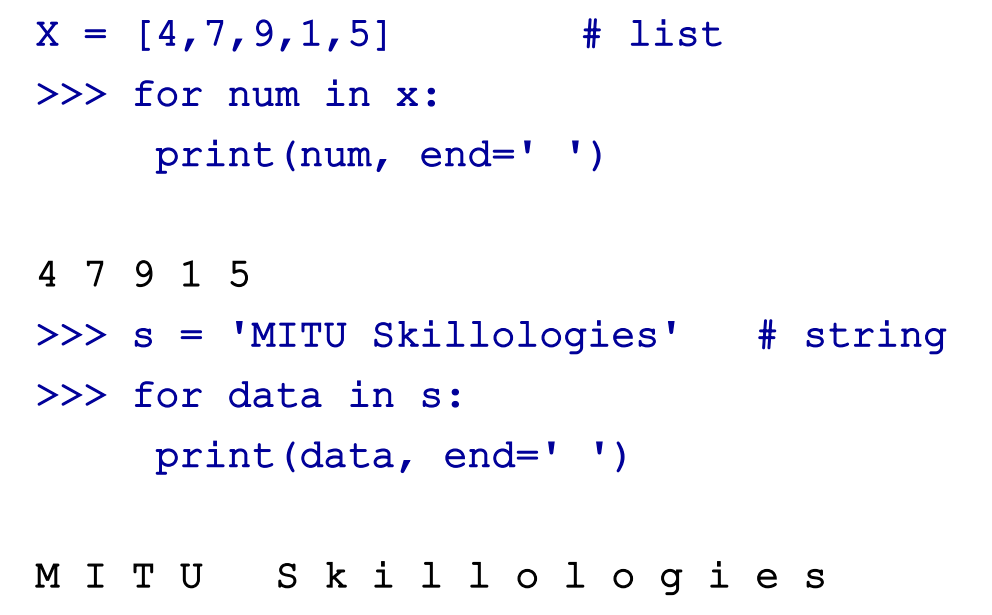 X = [4,7,9,1,5]        # list
>>> for num in x:
     print(num, end=' ')
4 7 9 1 5
>>> s = 'MITU Skillologies'   # string
>>> for data in s:
     print(data, end=' ')
M I T U   S k i l l o l o g i e s